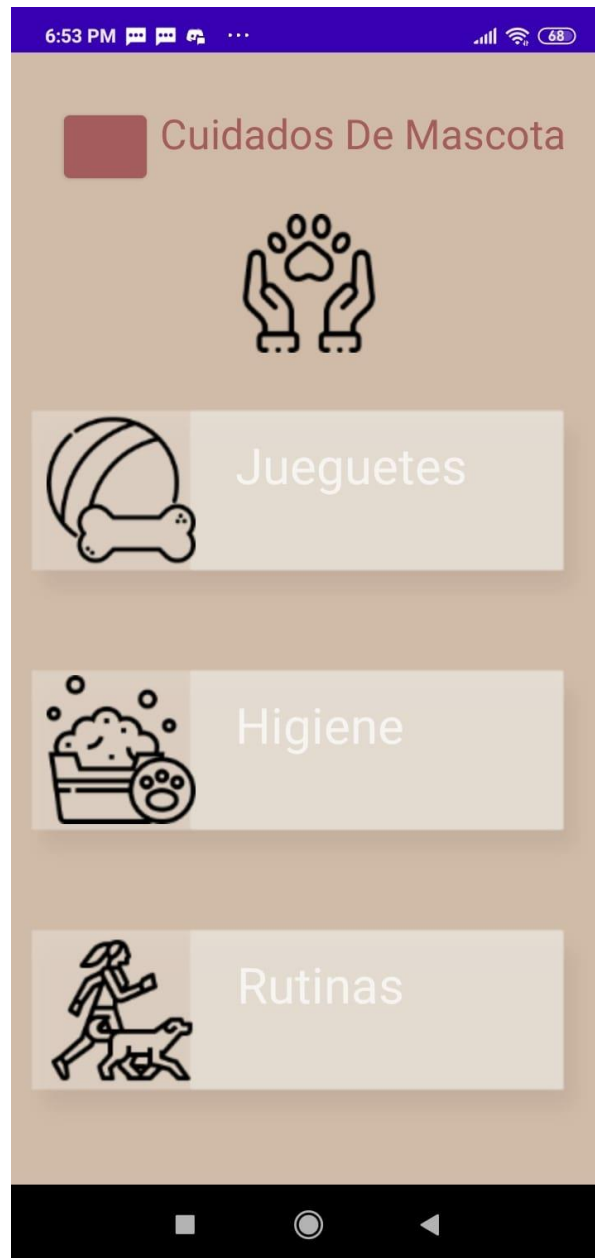 6:53 PM
68
Cuidados De Mascota
Jueguetes
Higiene
Rutinas